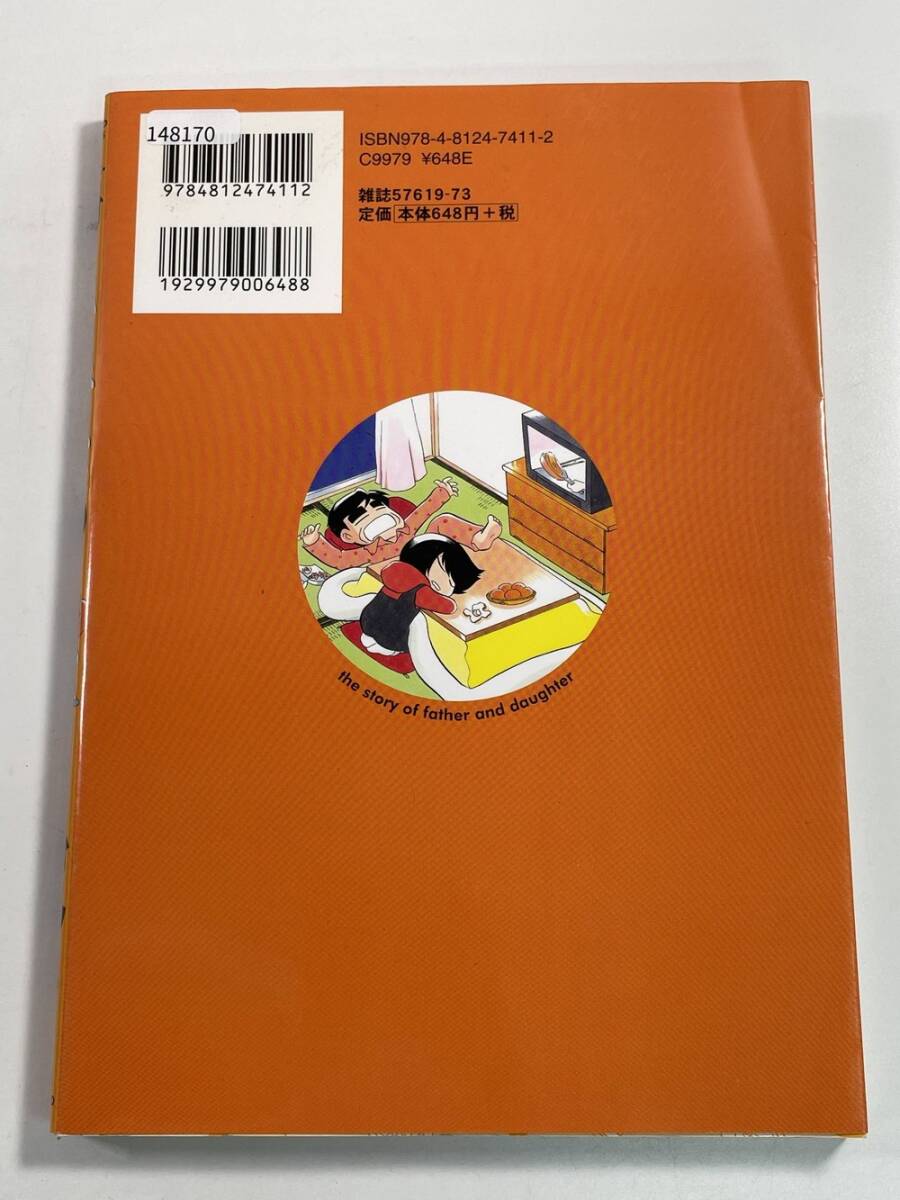 148170
9784812474112
1929979006488
ISBN978-4-8124-7411-2
C9979 ¥648E
雑誌57619-73
定価 本体648円+税
the story of father and daughter